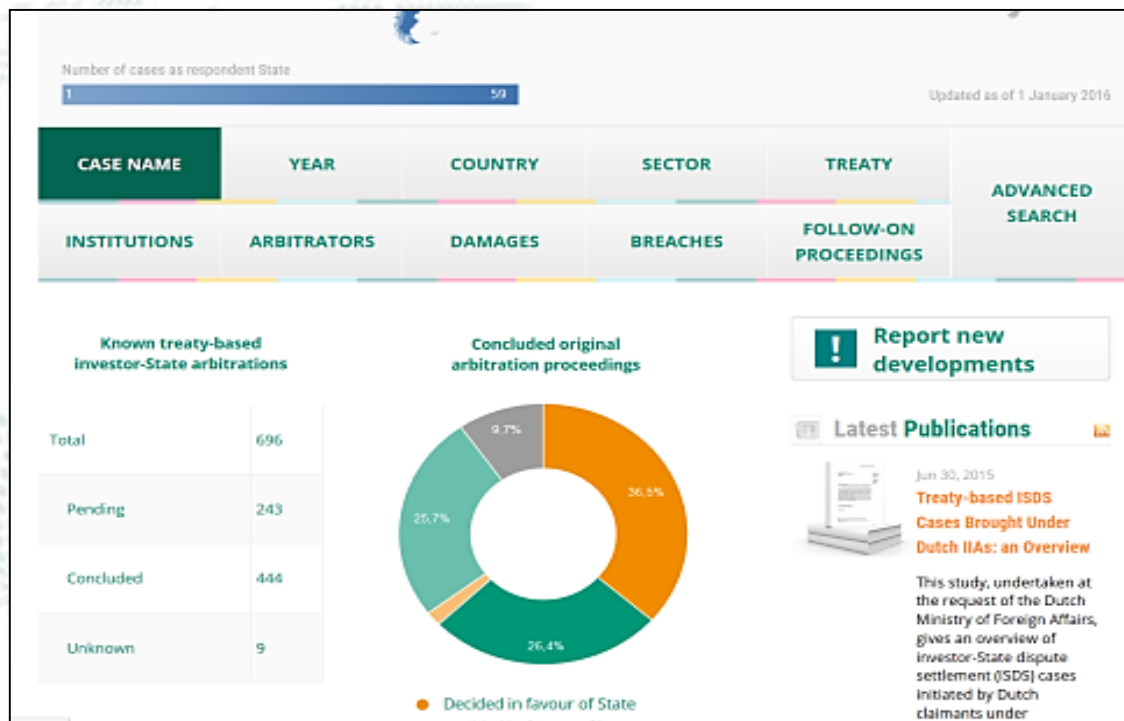 Number of cases as respondent State
1 59
Updated as of 1 January 2016
CASE NAME
YEAR
COUNTRY
SECTOR
TREATY
ADVANCED
SEARCH
INSTITUTIONS
ARBITRATORS
DAMAGES
BREACHES
FOLLOW-ON
PROCEEDINGS
Known treaty-based
investor-State arbitrations
Total 696
Pending 243
Concluded 444
Unknown 9
Concluded original
arbitration proceedings
9,7%
36,5%
25,7%
26,4%
Decided in favour of State
Report new
developments
Latest Publications
Jun 30, 2015
Treaty-based ISDS
Cases Brought Under
Dutch IIAs: an Overview
This study, undertaken at
the request of the Dutch
Ministry of Foreign Affairs,
gives an overview of
investor-State dispute
settlement (ISDS) cases
initiated by Dutch
claimants under